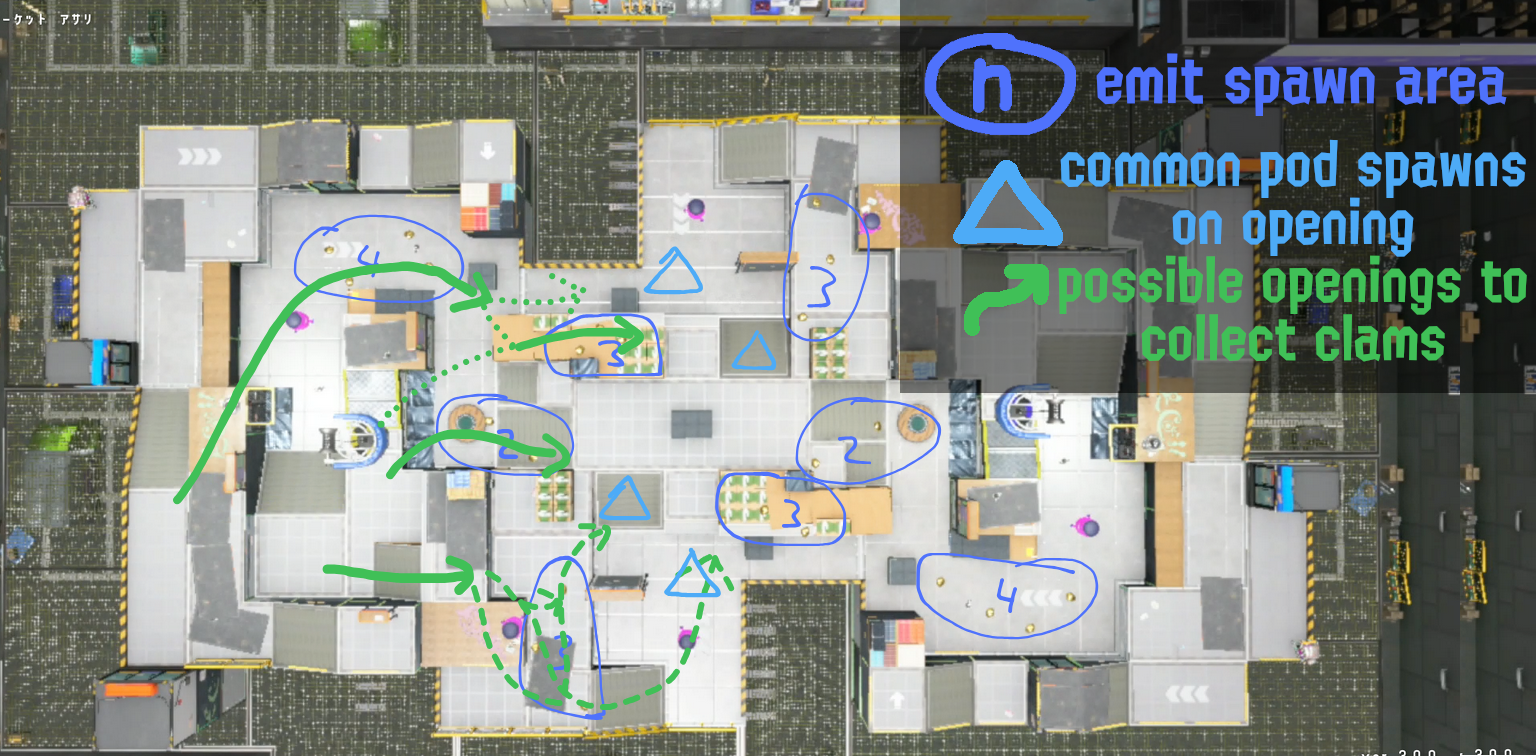 ーケット アサリ
n emit spawn area
common pod spawns
on opening
possible openings to
collect clams
4
3
3
2
2
3
4